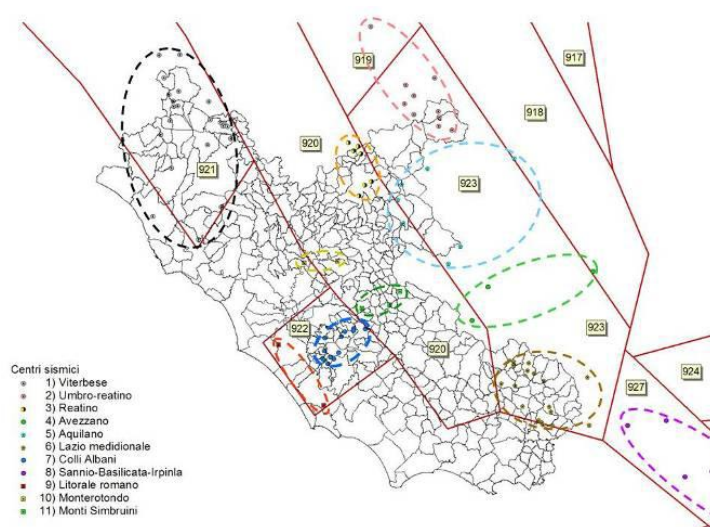 919
917
920
918
921
923
922
920
923
924
927
Centri sismici
1) Viterbese
2) Umbro-reatino
3) Reatino
4) Avezzano
5) Aquilano
6) Lazio medidionale
7) Colli Albani
8) Sannio-Basilicata-Irpinla
9) Litorale romano
10) Monterotondo
11) Monti Simbruini